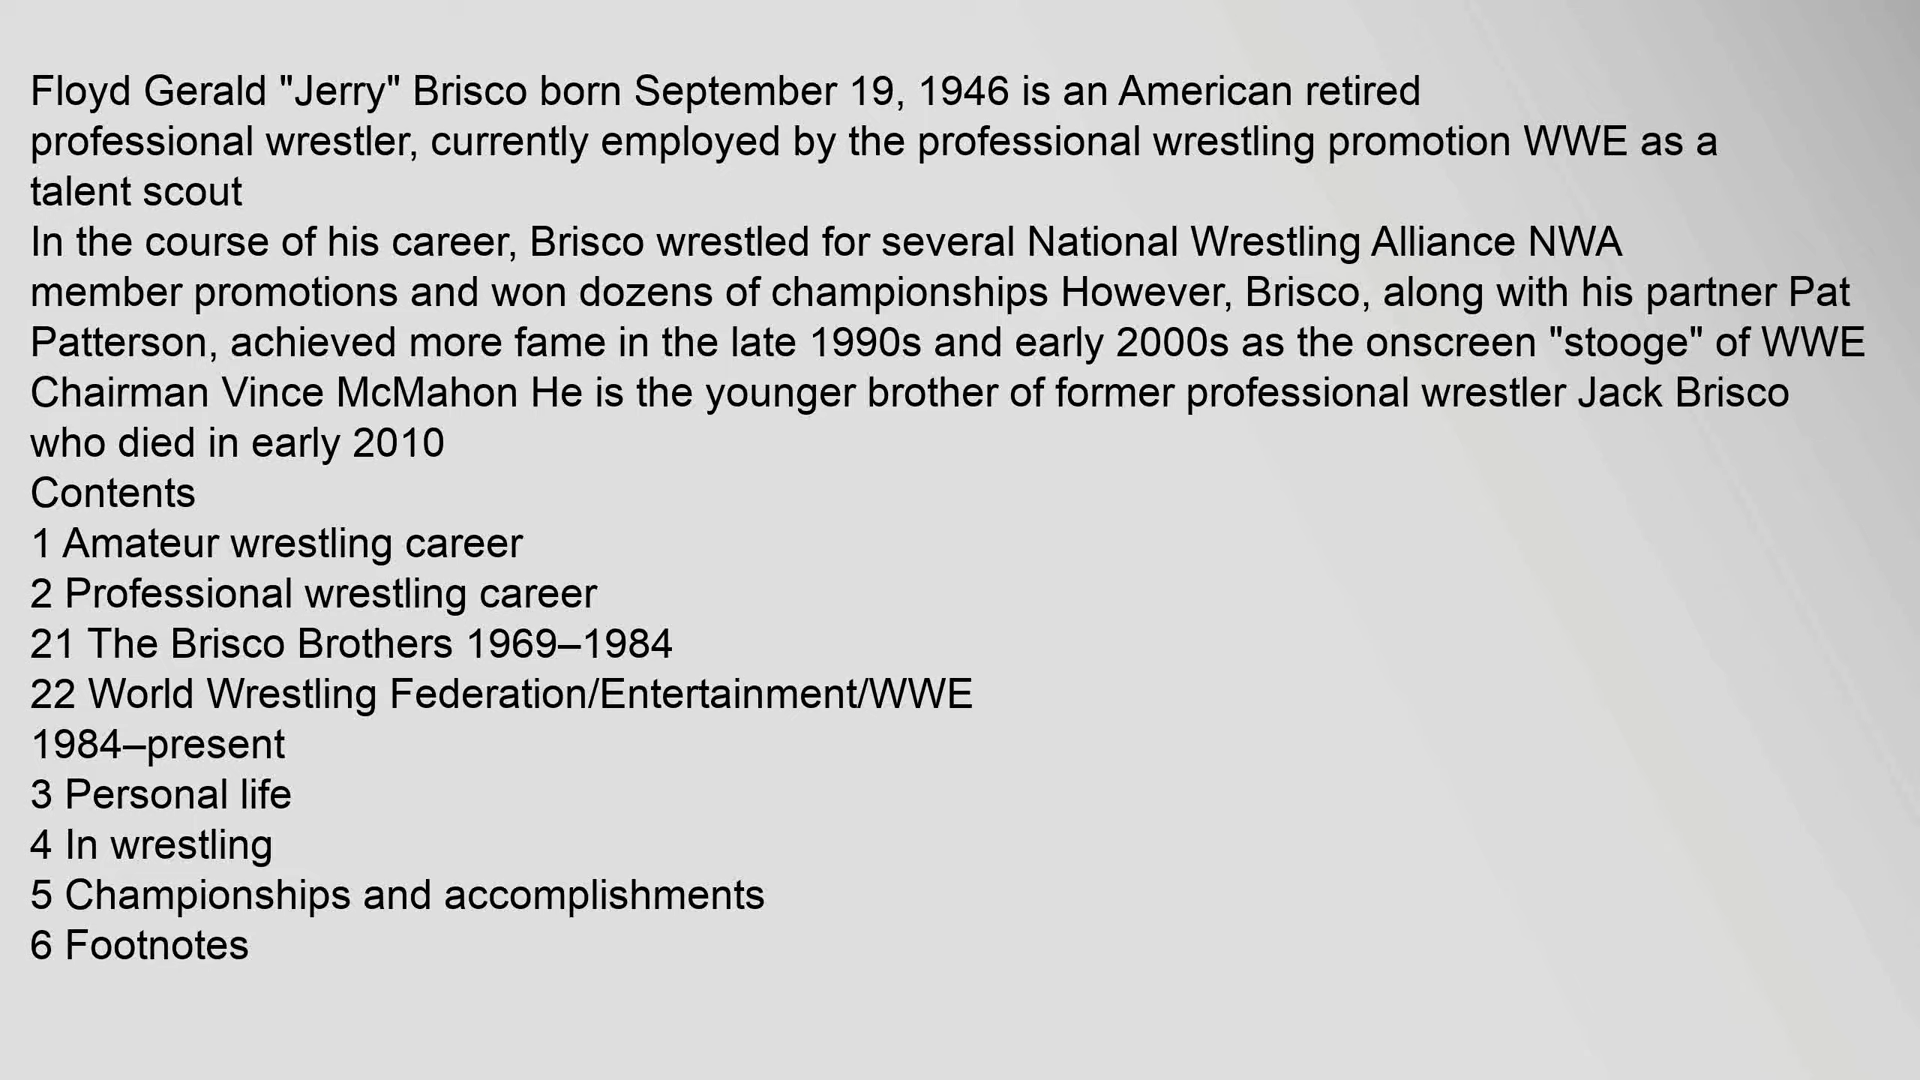 Floyd Gerald "Jerry" Brisco born September 19, 1946 is an American retired
professional wrestler, currently employed by the professional wrestling promotion WWE as a
talent scout
In the course of his career, Brisco wrestled for several National Wrestling Alliance NWA
member promotions and won dozens of championships However, Brisco, along with his partner Pat
Patterson, achieved more fame in the late 1990s and early 2000s as the onscreen "stooge" of WWE
Chairman Vince McMahon He is the younger brother of former professional wrestler Jack Brisco
who died in early 2010
Contents
1 Amateur wrestling career
2 Professional wrestling career
21 The Brisco Brothers 1969–1984
22 World Wrestling Federation/Entertainment/WWE
1984–present
3 Personal life
4 In wrestling
5 Championships and accomplishments
6 Footnotes